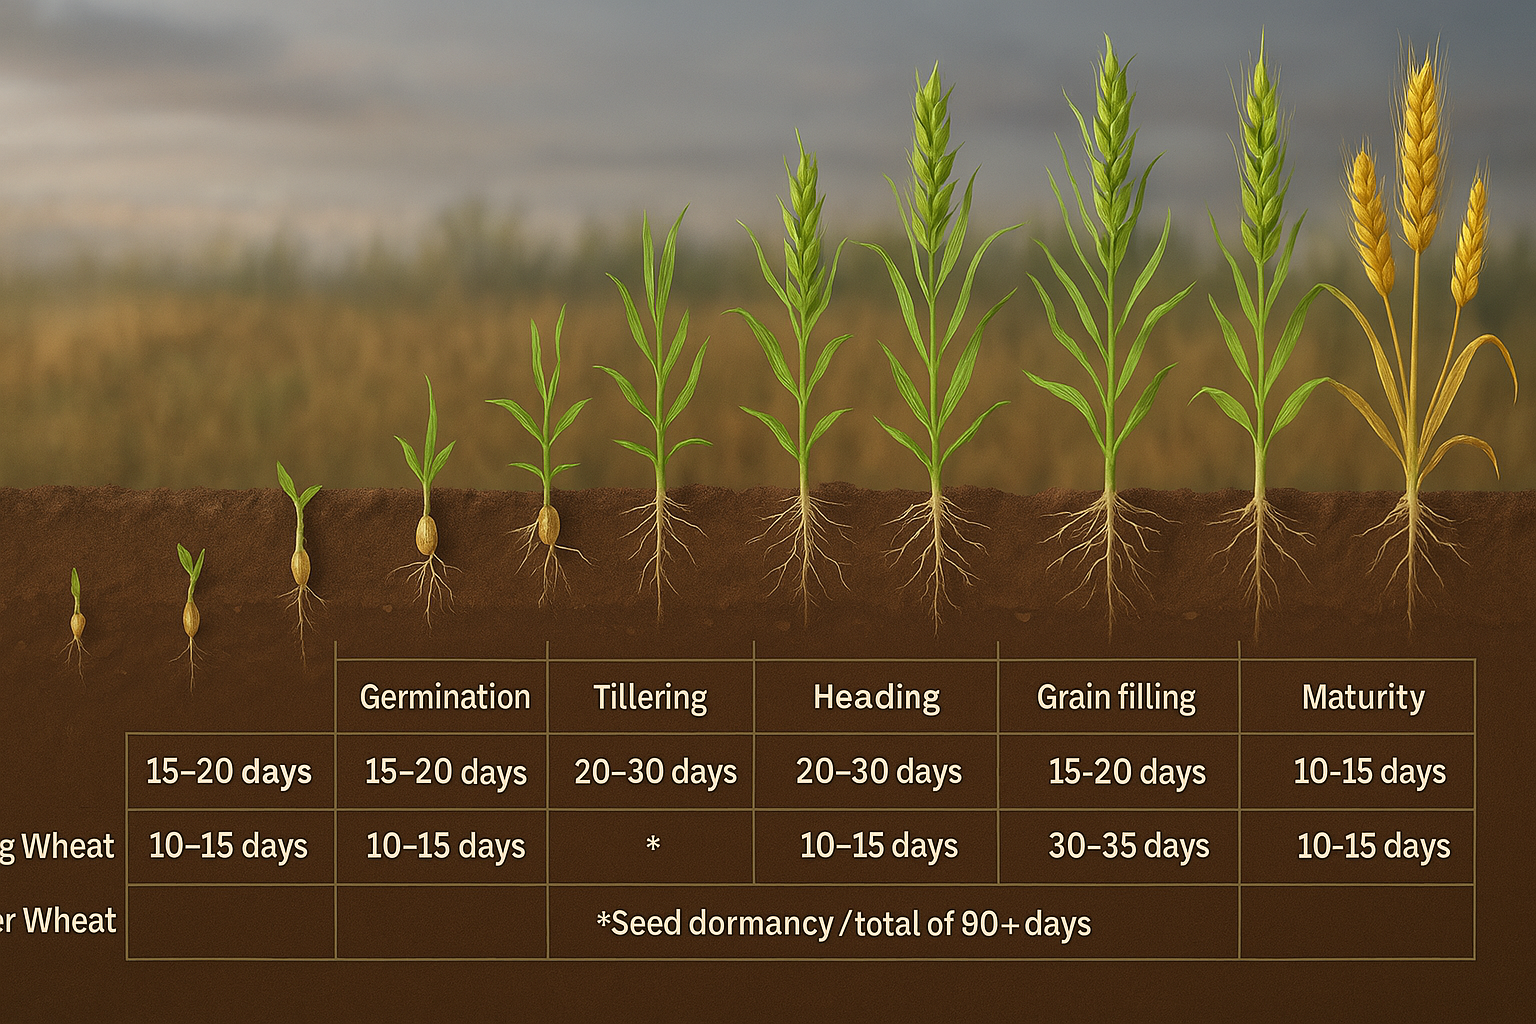 Germination Tillering Heading Grain filling Maturity
15–20 days 15–20 days 20–30 days 20–30 days 15-20 days 10-15 days
g Wheat 10–15 days 10–15 days * 10–15 days 30–35 days 10-15 days
er Wheat *Seed dormancy / total of 90+ days